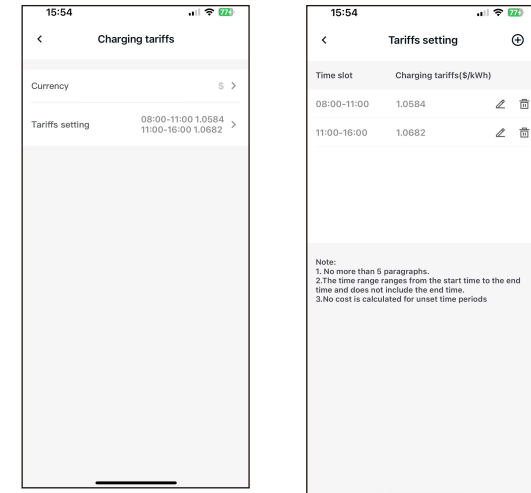 15:54
77
Charging tariffs
Currency
$
Tariffs setting
08:00-11:00 1.0584
11:00-16:00 1.0682
15:54
77
Tariffs setting
Time slot
Charging tariffs($/kWh)
08:00-11:00
1.0584
11:00-16:00
1.0682
Note:
1. No more than 5 paragraphs.
2.The time range ranges from the start time to the end
time and does not include the end time.
3.No cost is calculated for unset time periods